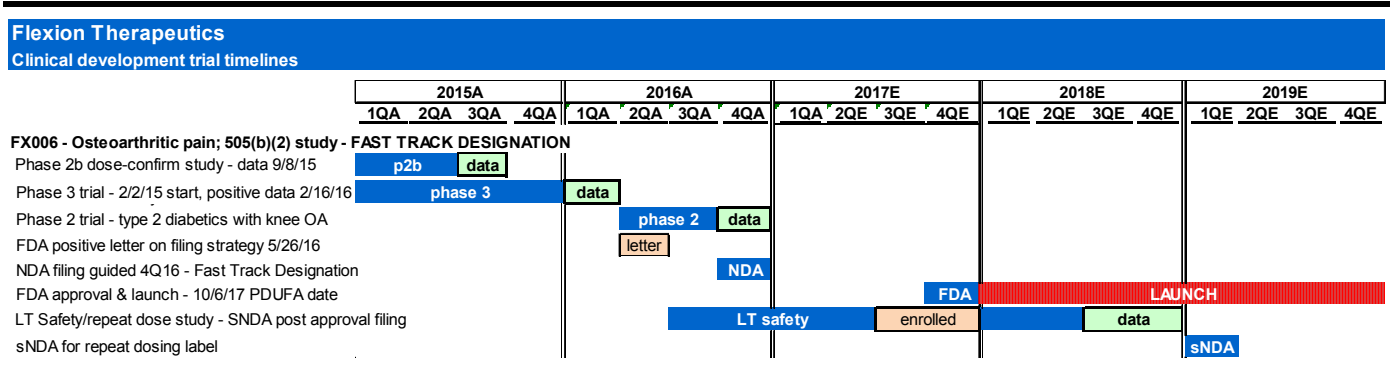 Flexion Therapeutics
Clinical development trial timelines
2015A 2016A 2017E 2018E 2019E
1QA 2QA 3QA 4QA 1QA 2QA 3QA 4QA 1QA 2QE 3QE 4QE 1QE 2QE 3QE 4QE 1QE 2QE 3QE 4QE
FX006 - Osteoarthritic pain; 505(b)(2) study - FAST TRACK DESIGNATION
Phase 2b dose-confirm study - data 9/8/15 p2b data
Phase 3 trial - 2/2/15 start, positive data 2/16/16 phase 3 data
Phase 2 trial - type 2 diabetics with knee OA phase 2 data
FDA positive letter on filing strategy 5/26/16 letter
NDA filing guided 4Q16 - Fast Track Designation NDA
FDA approval & launch - 10/6/17 PDUFA date FDA LAUNCH
LT Safety/repeat dose study - SNDA post approval filing LT safety enrolled data
sNDA for repeat dosing label sNDA